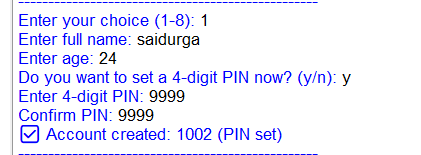 --------------------------------------------------
Enter your choice (1-8): 1
Enter full name: saidurga
Enter age: 24
Do you want to set a 4-digit PIN now? (y/n): y
Enter 4-digit PIN: 9999
Confirm PIN: 9999
☑ Account created: 1002 (PIN set)
--------------------------------------------------